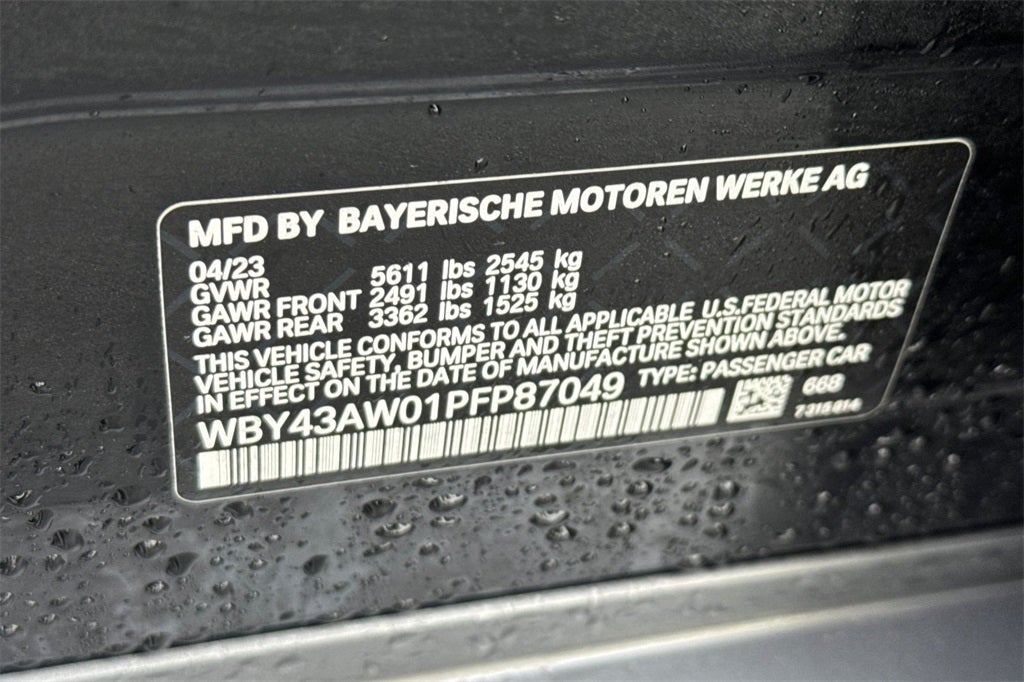 MFD BY BAYERISCHE MOTOREN WERKE AG
04/23
GVWR 5611 lbs 2545 kg
GAWR FRONT 2491 lbs 1130 kg
GAWR REAR 3362 lbs 1525 kg
THIS VEHICLE CONFORMS TO ALL APPLICABLE U.S.FEDERAL MOTOR
VEHICLE SAFETY, BUMPER AND THEFT PREVENTION STANDARDS
IN EFFECT ON THE DATE OF MANUFACTURE SHOWN ABOVE.
WBY43AW01PFP87049 TYPE: PASSENGER CAR
668
7319814